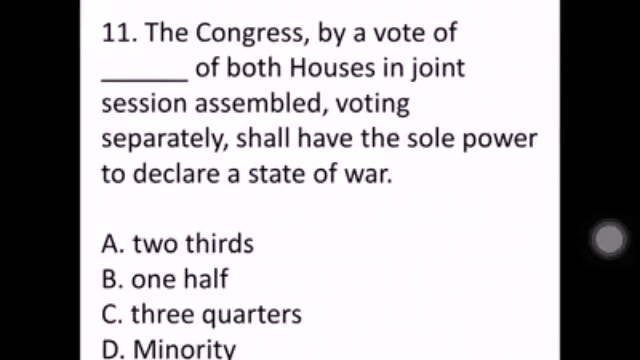 11. The Congress, by a vote of
______ of both Houses in joint
session assembled, voting
separately, shall have the sole power
to declare a state of war.
A. two thirds
B. one half
C. three quarters
D. Minority